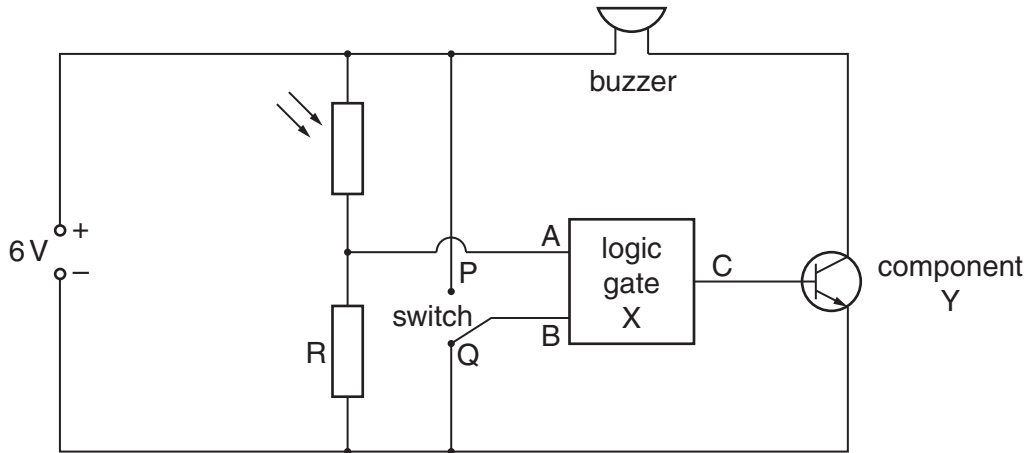 buzzer
+
6 V
−
A
logic
gate
X
C
component
Y
P
switch
B
R
Q